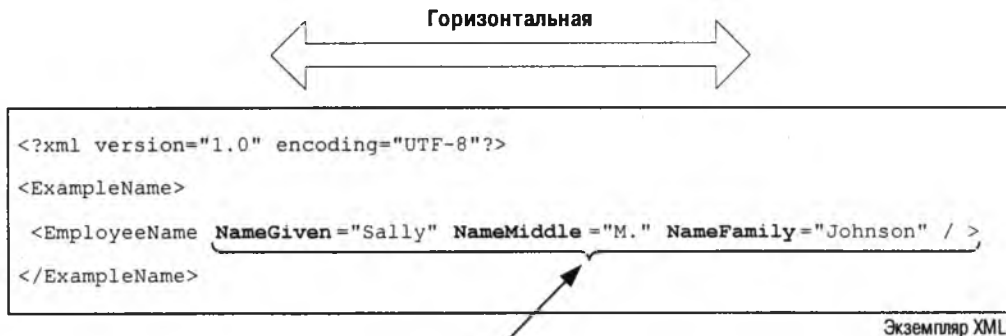 Горизонтальная
<?xml version="1.0" encoding="UTF-8"?>
<ExampleName>
<EmployeeName NameGiven="Sally" NameMiddle="M." NameFamily="Johnson" / >
</ExampleName>
Экземпляр XML